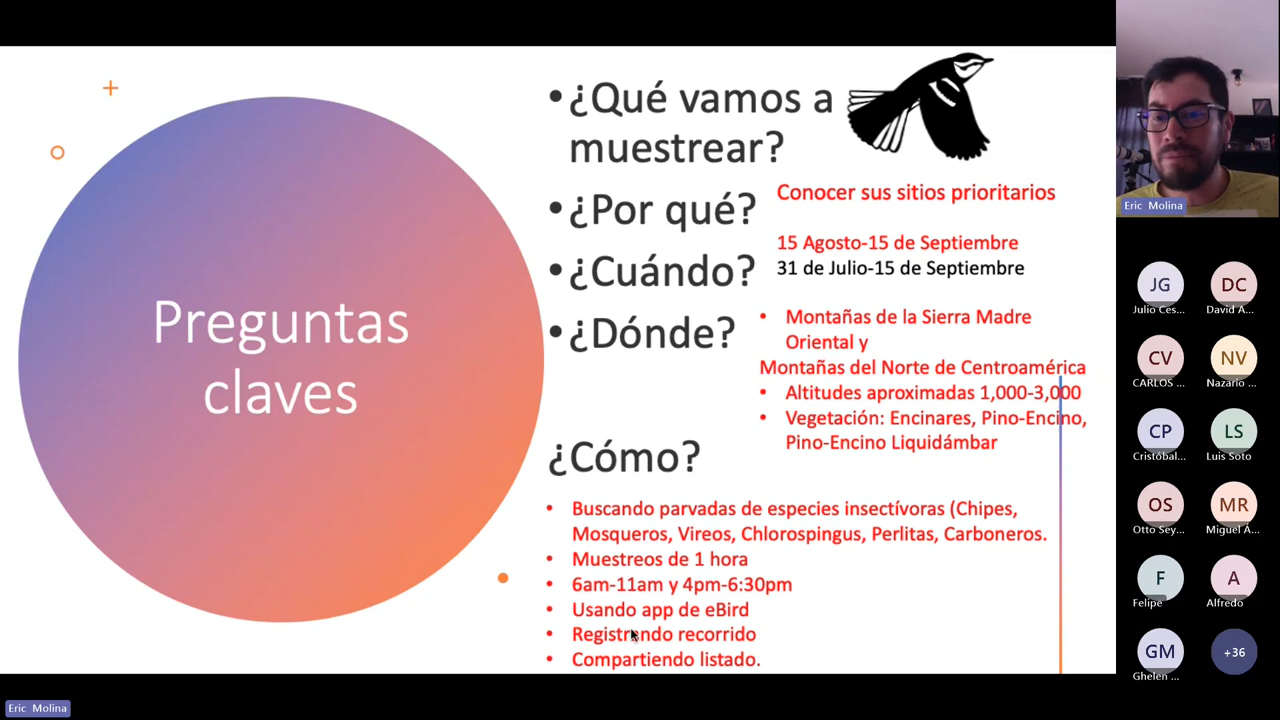 Preguntas
claves
•¿Qué vamos a
muestrear?
•¿Por qué?
Conocer sus sitios prioritarios
•¿Cuándo?
15 Agosto-15 de Septiembre
31 de Julio-15 de Septiembre
•¿Dónde?
• Montañas de la Sierra Madre
Oriental y
Montañas del Norte de Centroamérica
• Altitudes aproximadas 1,000-3,000
• Vegetación: Encinares, Pino-Encino,
Pino-Encino Liquidámbar
¿Cómo?
• Buscando parvadas de especies insectívoras (Chipes,
Mosqueros, Vireos, Chlorospingus, Perlitas, Carboneros.
• Muestreos de 1 hora
• 6am-11am y 4pm-6:30pm
• Usando app de eBird
• Registrando recorrido
• Compartiendo listado.
Eric Molina
JG DC
Julio Ces... David A...
CV NV
CARLOS ... Nazario ...
CP LS
Cristóbal... Luis Soto
OS MR
Otto Sey... Miguel Á...
F A
Felipe Alfredo
GM +36
Ghelen ...
Eric Molina